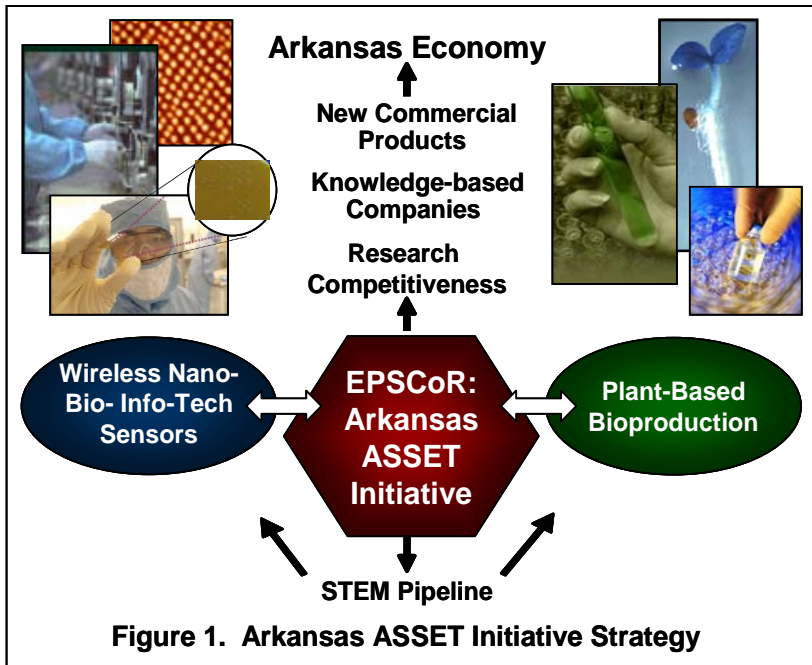 Arkansas Economy
New Commercial
Products
Knowledge-based
Companies
Research
Competitiveness
Wireless Nano-
Bio- Info-Tech
Sensors
EPSCoR:
Arkansas
ASSET
Initiative
Plant-Based
Bioproduction
STEM Pipeline
Figure 1.  Arkansas ASSET Initiative Strategy